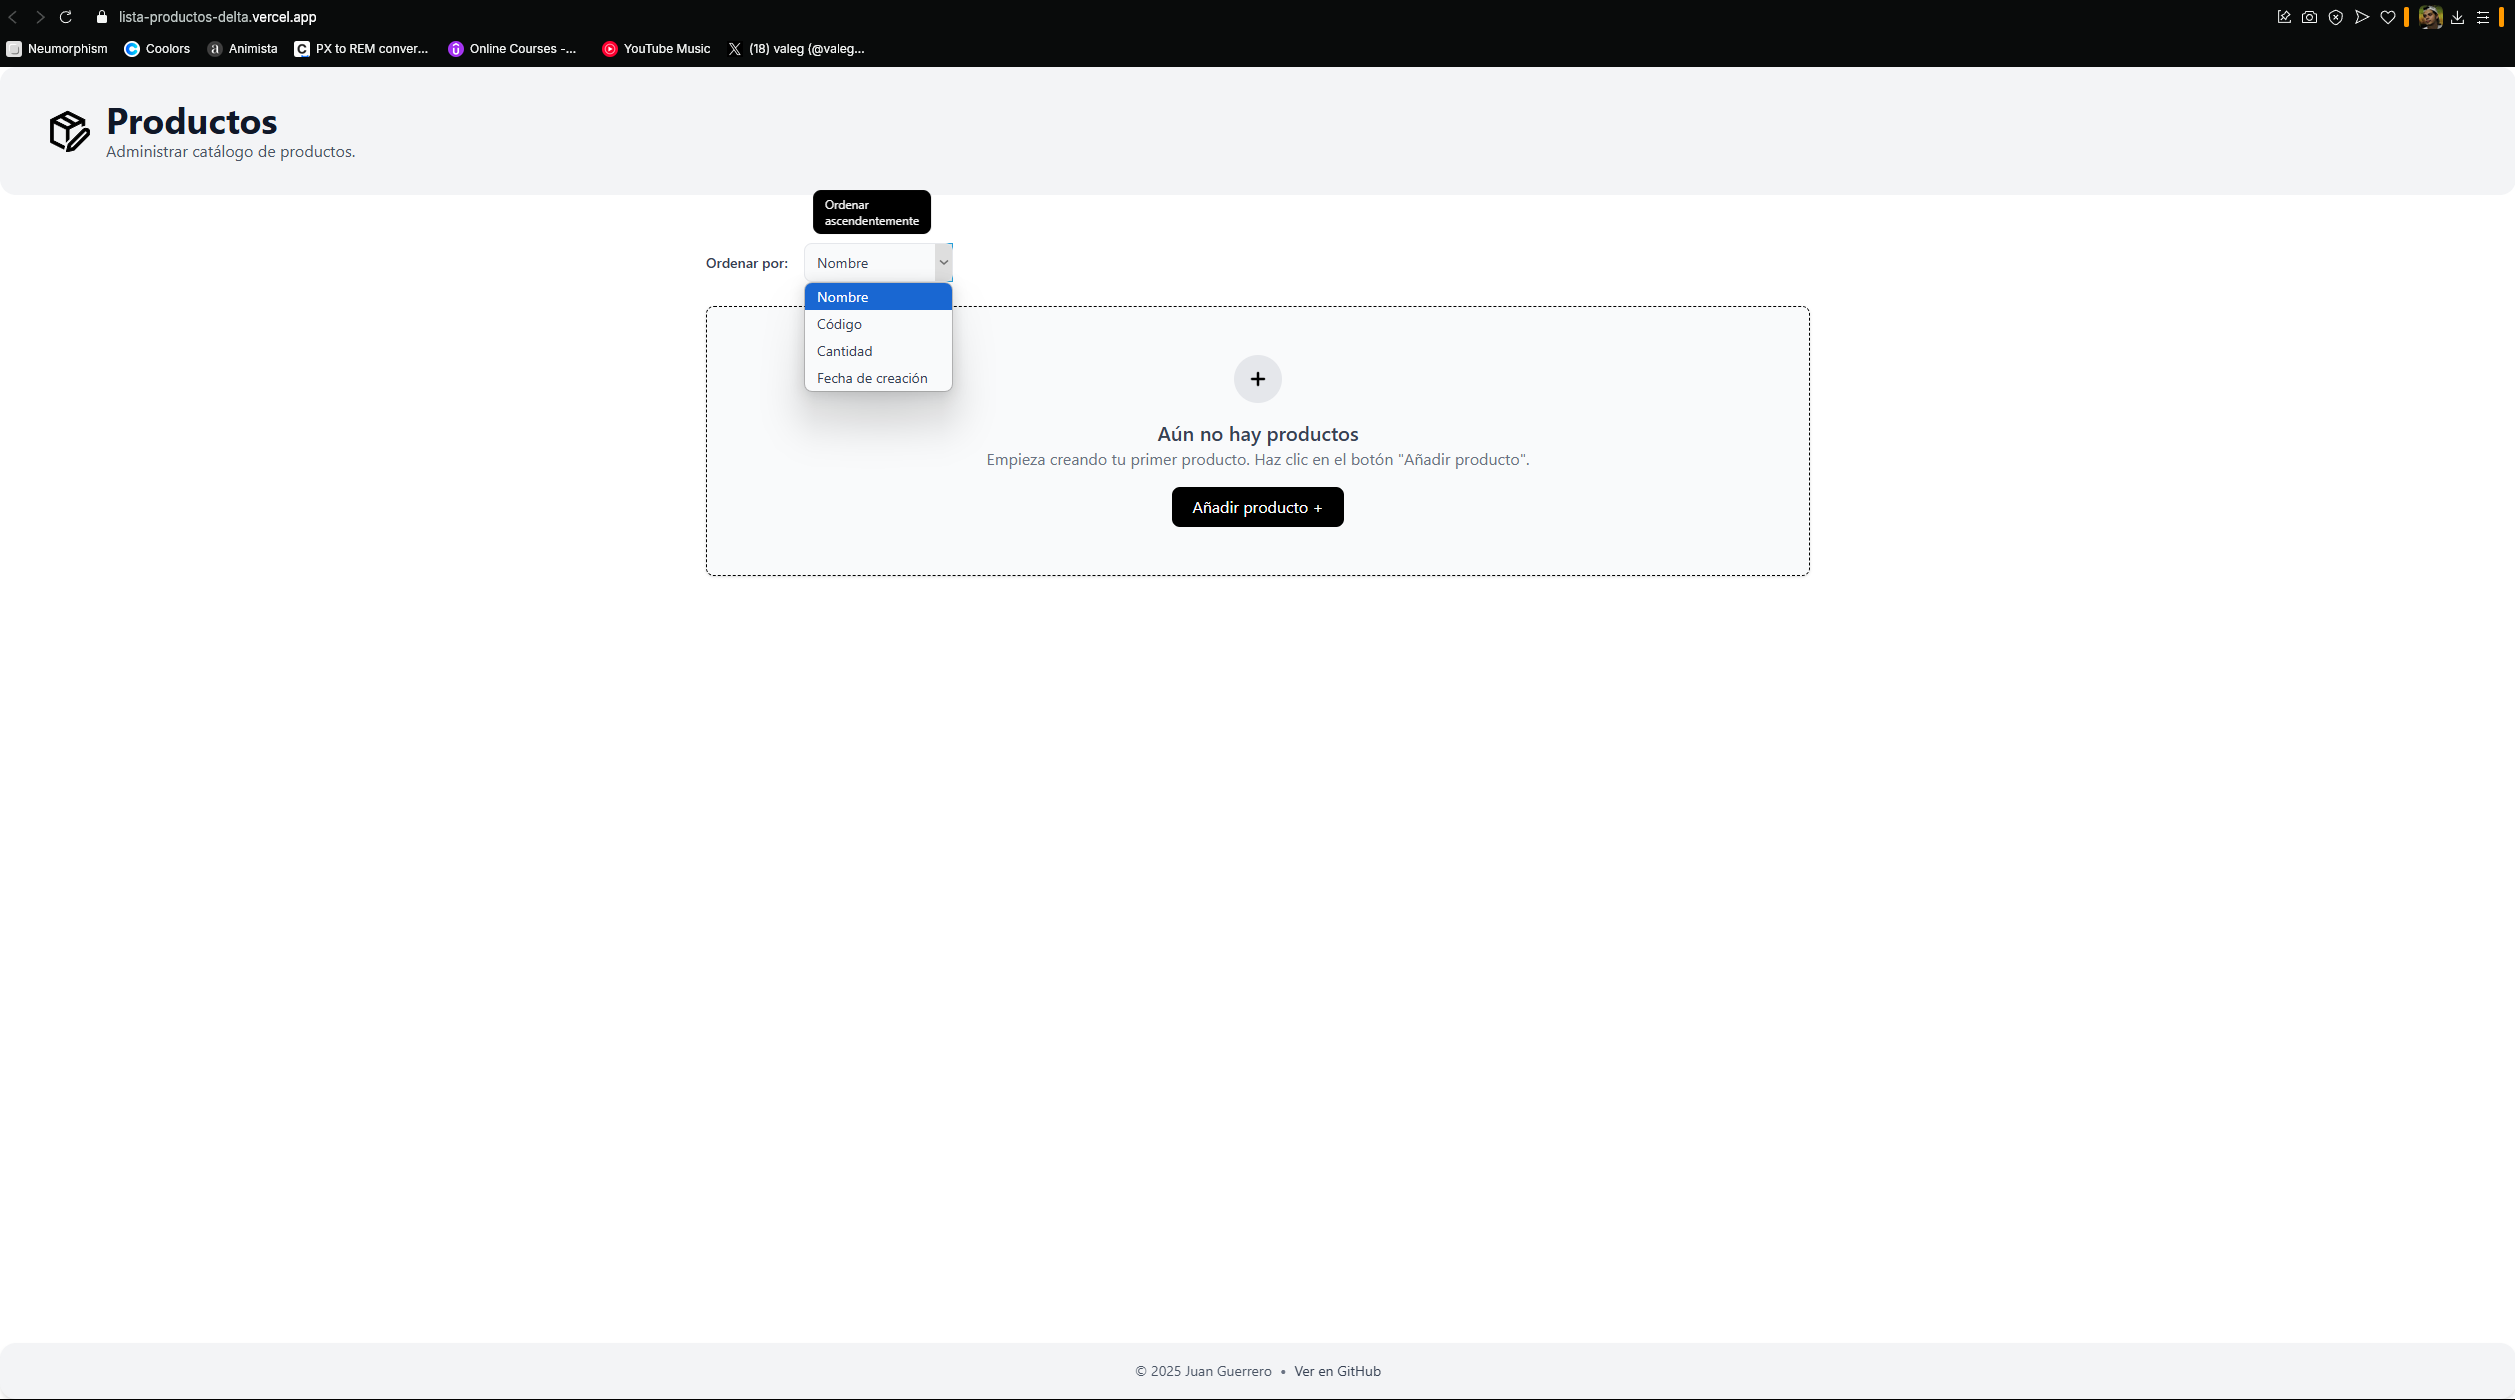 lista-productos-delta.vercel.app
Neumorphism
Coolors
Animista
PX to REM conver...
Online Courses -...
YouTube Music
(18) valeg (@valeg...
Productos
Administrar catálogo de productos.
Ordenar
ascendentemente
Ordenar por:
Nombre
Nombre
Código
Cantidad
Fecha de creación
Aún no hay productos
Empieza creando tu primer producto. Haz clic en el botón "Añadir producto".
Añadir producto +
© 2025 Juan Guerrero • Ver en GitHub